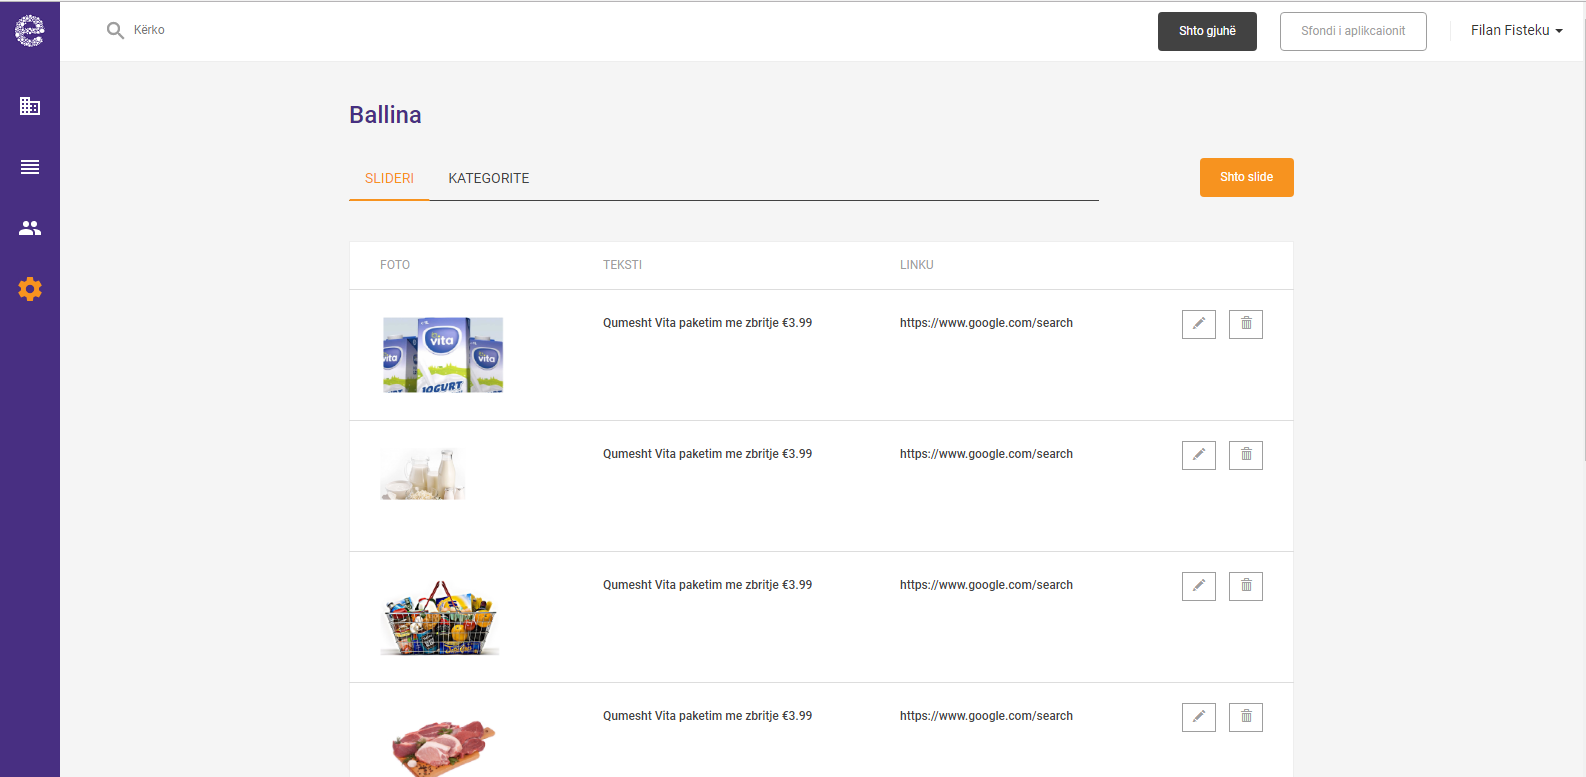 Kërko
Shto gjuhë
Sfondi i aplikcaionit
Filan Fisteku
Ballina
SLIDERI
KATEGORITE
Shto slide
FOTO
TEKSTI
LINKU
vita
vita
vita
JOGURT
Qumesht Vita paketim me zbritje €3.99
https://www.google.com/search
Qumesht Vita paketim me zbritje €3.99
https://www.google.com/search
Qumesht Vita paketim me zbritje €3.99
https://www.google.com/search
Qumesht Vita paketim me zbritje €3.99
https://www.google.com/search